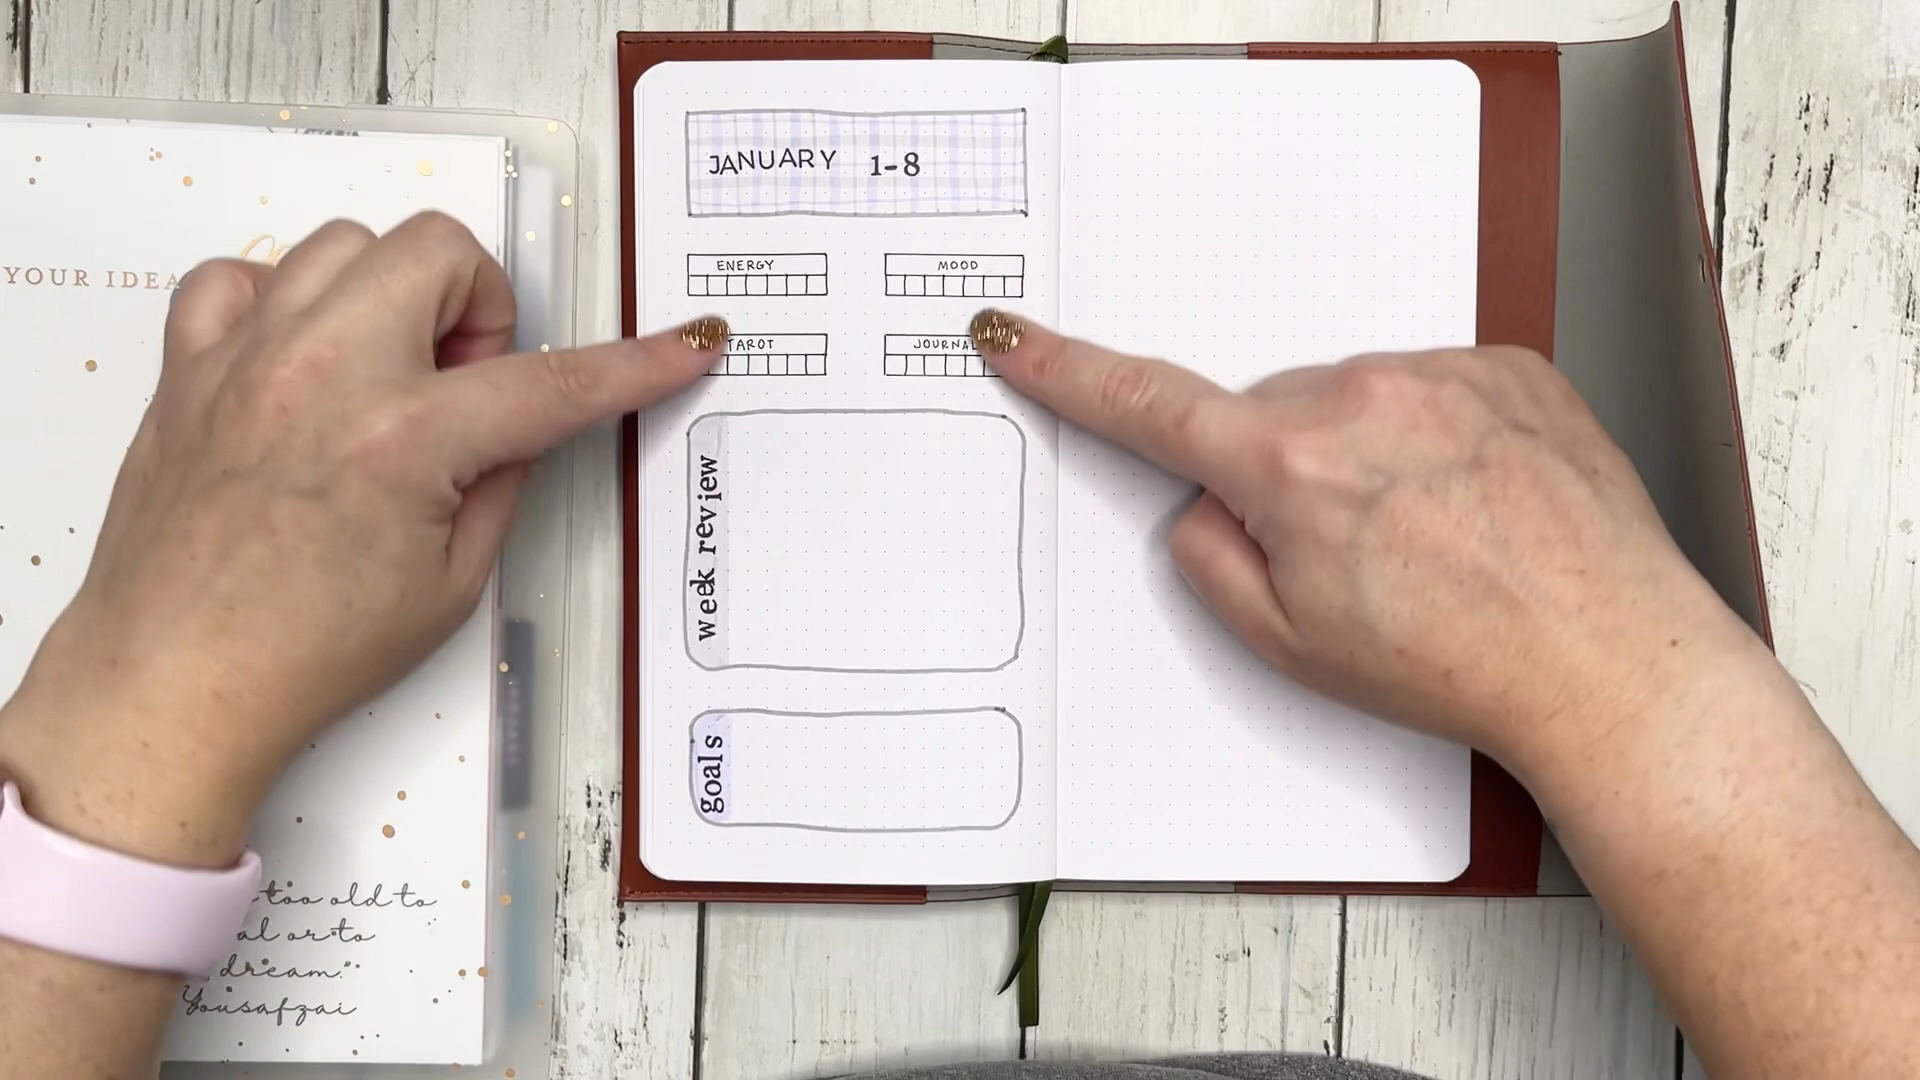 YOUR IDEA
too old to
al or to
dream."
Yousafzai
JANUARY 1-8
ENERGY
MOOD
TAROT
JOURNAL
week review
goals